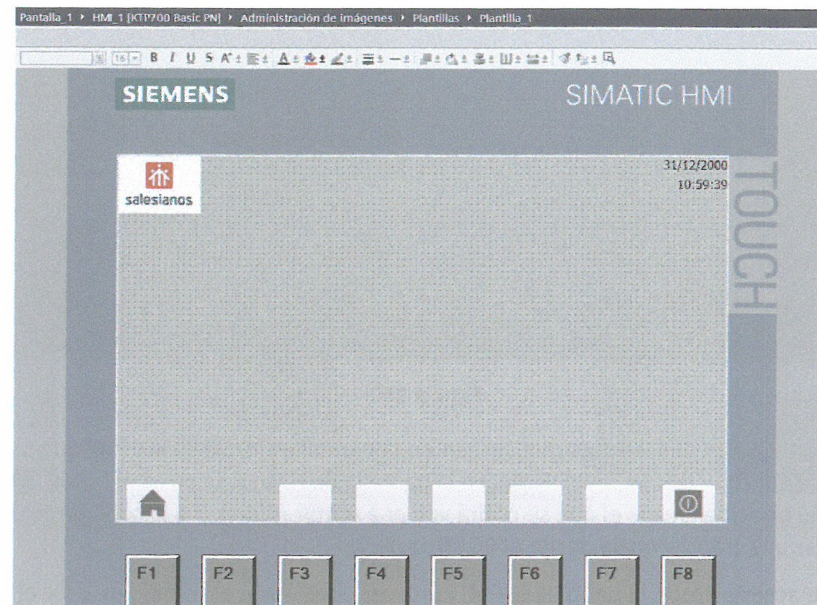 Pantalla_1 ▸ HMI_1 [KTP700 Basic PN] ▸ Administración de imágenes ▸ Plantillas ▸ Plantilla_1
16 B I U S A
SIEMENS
SIMATIC HMI
salesianos
31/12/2000
10:59:39
TOUCH
F1 F2 F3 F4 F5 F6 F7 F8